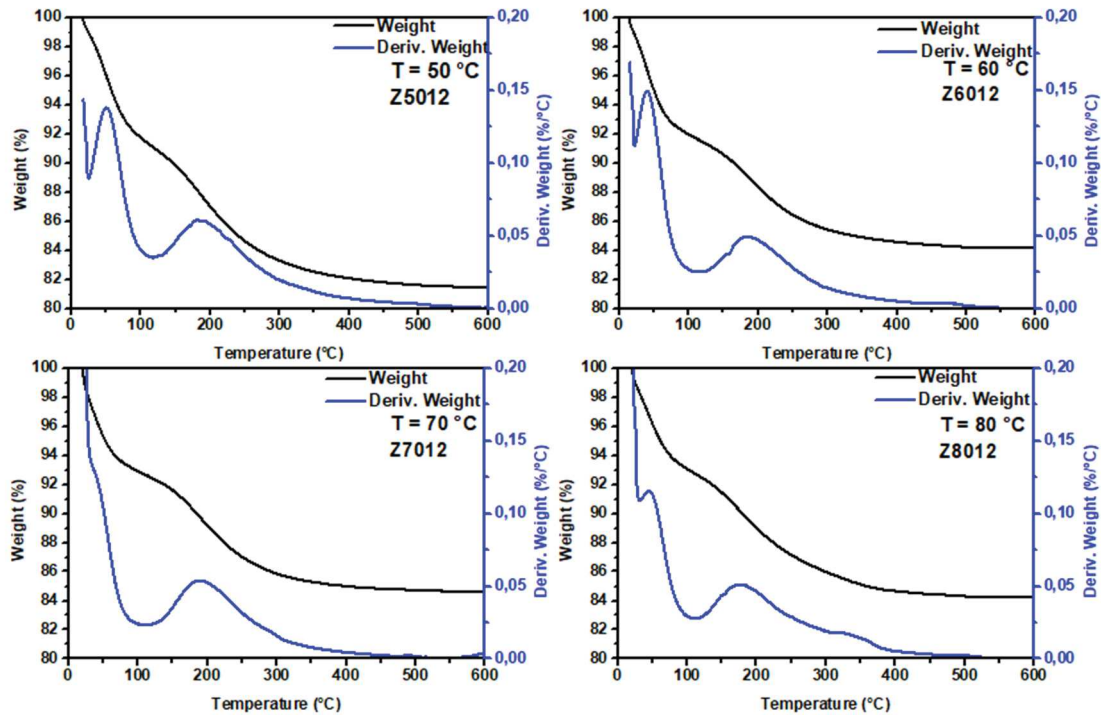 100
98
96
94
92
90
88
86
84
82
80
Weight (%)
0,20
0,15
0,10
0,05
0,00
Deriv. Weight (%/°C)
Weight
Deriv. Weight
T = 50 °C
Z5012
0 100 200 300 400 500 600
Temperature (°C)
100
98
96
94
92
90
88
86
84
82
80
Weight (%)
0,20
0,15
0,10
0,05
0,00
Deriv. Weight (%/°C)
Weight
Deriv. Weight
T = 60 °C
Z6012
0 100 200 300 400 500 600
Temperature (°C)
100
98
96
94
92
90
88
86
84
82
80
Weight (%)
0,20
0,15
0,10
0,05
0,00
Deriv. Weight (%/°C)
Weight
Deriv. Weight
T = 70 °C
Z7012
0 100 200 300 400 500 600
Temperature (°C)
100
98
96
94
92
90
88
86
84
82
80
Weight (%)
0,20
0,15
0,10
0,05
0,00
Deriv. Weight (%/°C)
Weight
Deriv. Weight
T = 80 °C
Z8012
0 100 200 300 400 500 600
Temperature (°C)